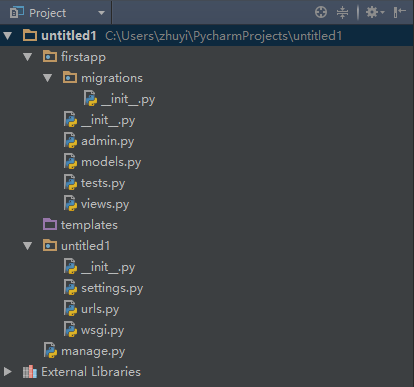 Project
untitled1 C:\Users\zhuyi\PycharmProjects\untitled1
firstapp
migrations
__init__.py
__init__.py
admin.py
models.py
tests.py
views.py
templates
untitled1
__init__.py
settings.py
urls.py
wsgi.py
manage.py
External Libraries